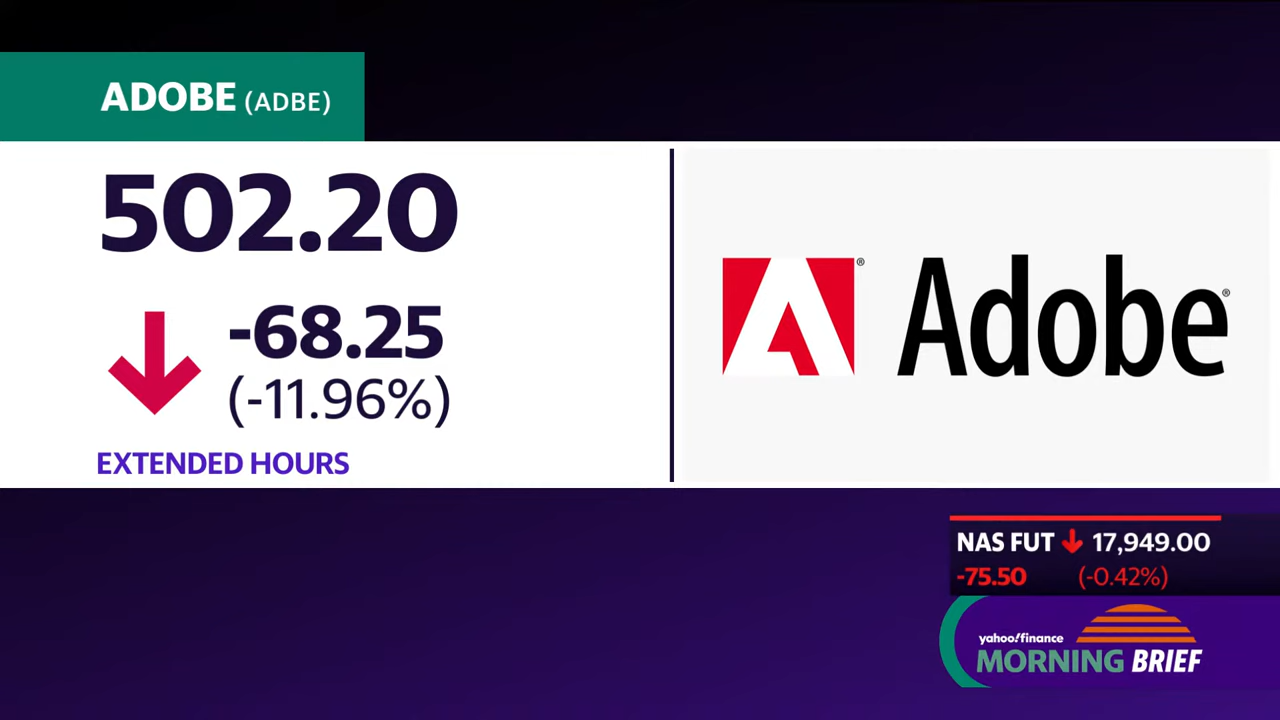 ADOBE (ADBE)
502.20
-68.25
(-11.96%)
EXTENDED HOURS
Adobe®
NAS FUT 17,949.00
-75.50 (-0.42%)
yahoo!finance
MORNING BRIEF